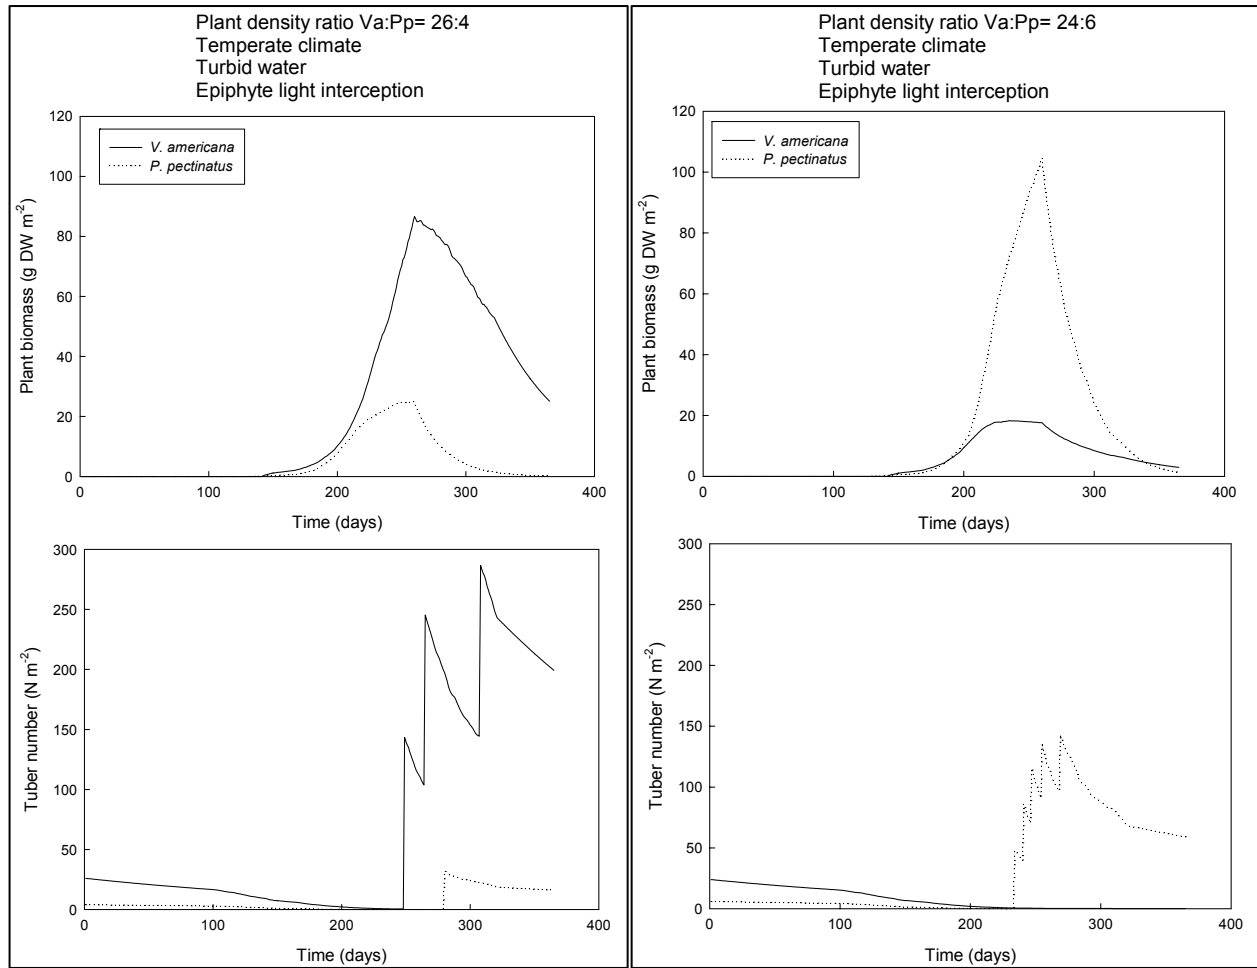 Plant density ratio Va:Pp= 26:4
Temperate climate
Turbid water
Epiphyte light interception
120
100
80
60
40
20
0
Plant biomass (g DW m-2)
V. americana
P. pectinatus
0 100 200 300 400
Time (days)
300
250
200
150
100
50
0
Tuber number (N m-2)
0 100 200 300 400
Time (days)
Plant density ratio Va:Pp= 24:6
Temperate climate
Turbid water
Epiphyte light interception
120
100
80
60
40
20
0
Plant biomass (g DW m-2)
V. americana
P. pectinatus
0 100 200 300 400
Time (days)
300
250
200
150
100
50
0
Tuber number (N m-2)
0 100 200 300 400
Time (days)